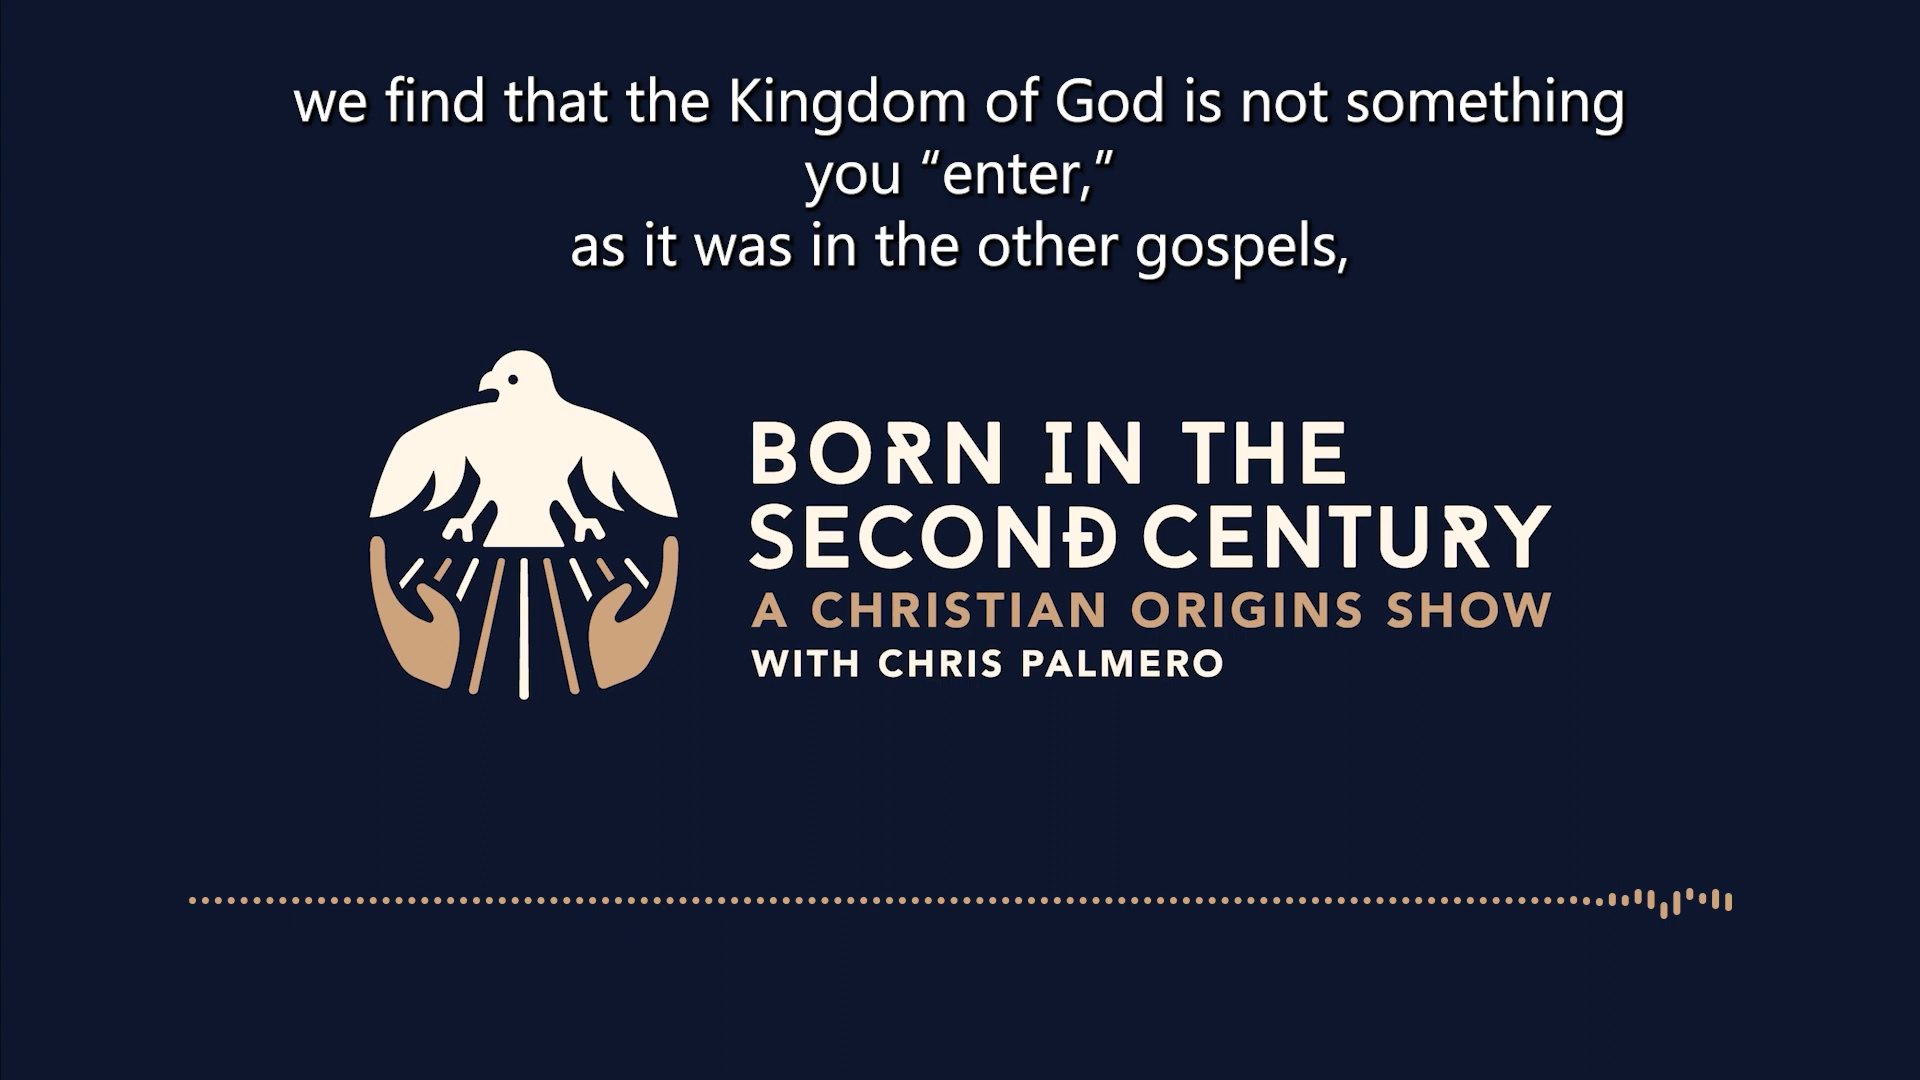 we find that the Kingdom of God is not something
you “enter,”
as it was in the other gospels,
BORN IN THE
SECOND CENTURY
A CHRISTIAN ORIGINS SHOW
WITH CHRIS PALMERO